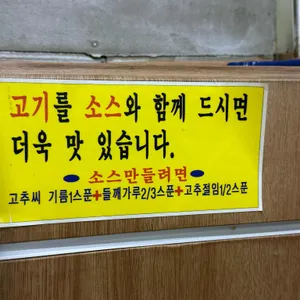 고기를 소스와 함께 드시면
더욱 맛 있습니다.
소스만들려면
고추씨 기름1스푼+들깨가루2/3스푼+고추절임1/2스푼